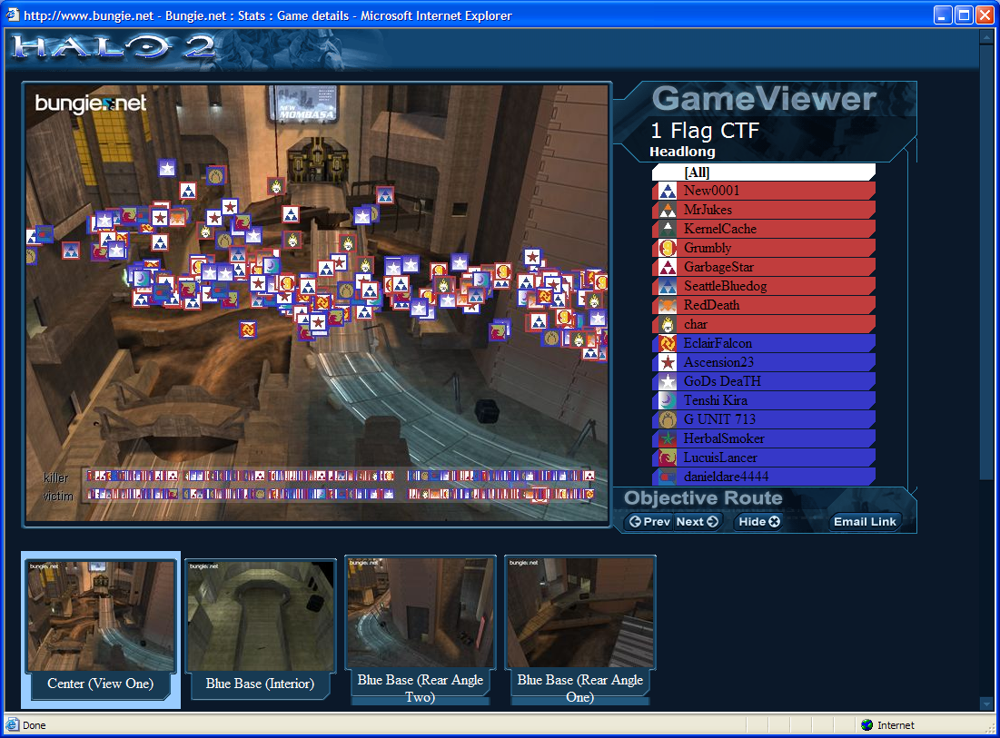 http://www.bungie.net - Bungie.net : Stats : Game details - Microsoft Internet Explorer
HALO 2
bungie.net
NEW
MOMBASA
GameViewer
1 Flag CTF
Headlong
[All]
New0001
MrJukes
KernelCache
Grumbly
GarbageStar
SeattleBluedog
RedDeath
char
EclairFalcon
Ascension23
GoDs DeaTH
Tenshi Kira
G UNIT 713
HerbalSmoker
LucuisLancer
danieldare4444
killer
victim
Objective Route
Prev Next Hide Email Link
bungie.net
Center (View One)
bungie.net
Blue Base (Interior)
bungie.net
Blue Base (Rear Angle
Two)
bungie.net
Blue Base (Rear Angle
One)
Done
Internet